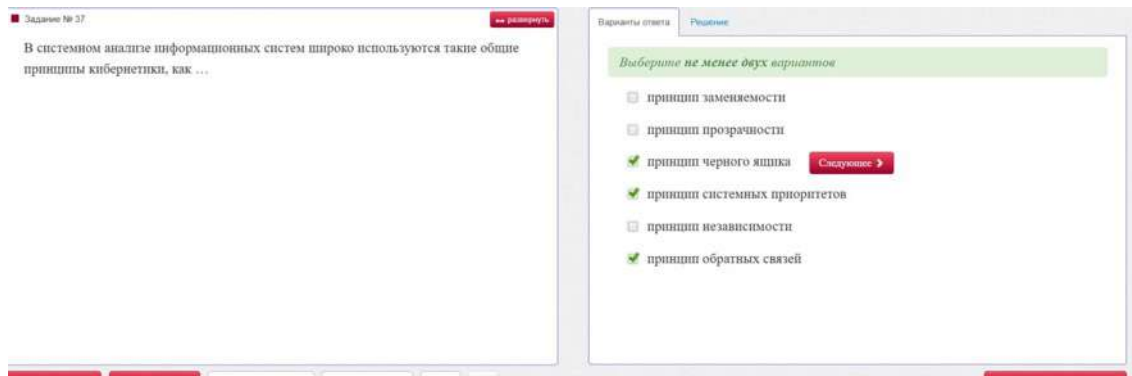 Задание № 37
развернуть
В системном анализе информационных систем широко используются такие общие
принципы кибернетики, как …
Варианты ответа
Решение
Выберите не менее двух вариантов
принцип заменяемости
принцип прозрачности
принцип черного ящика
Следующее
принцип системных приоритетов
принцип независимости
принцип обратных связей